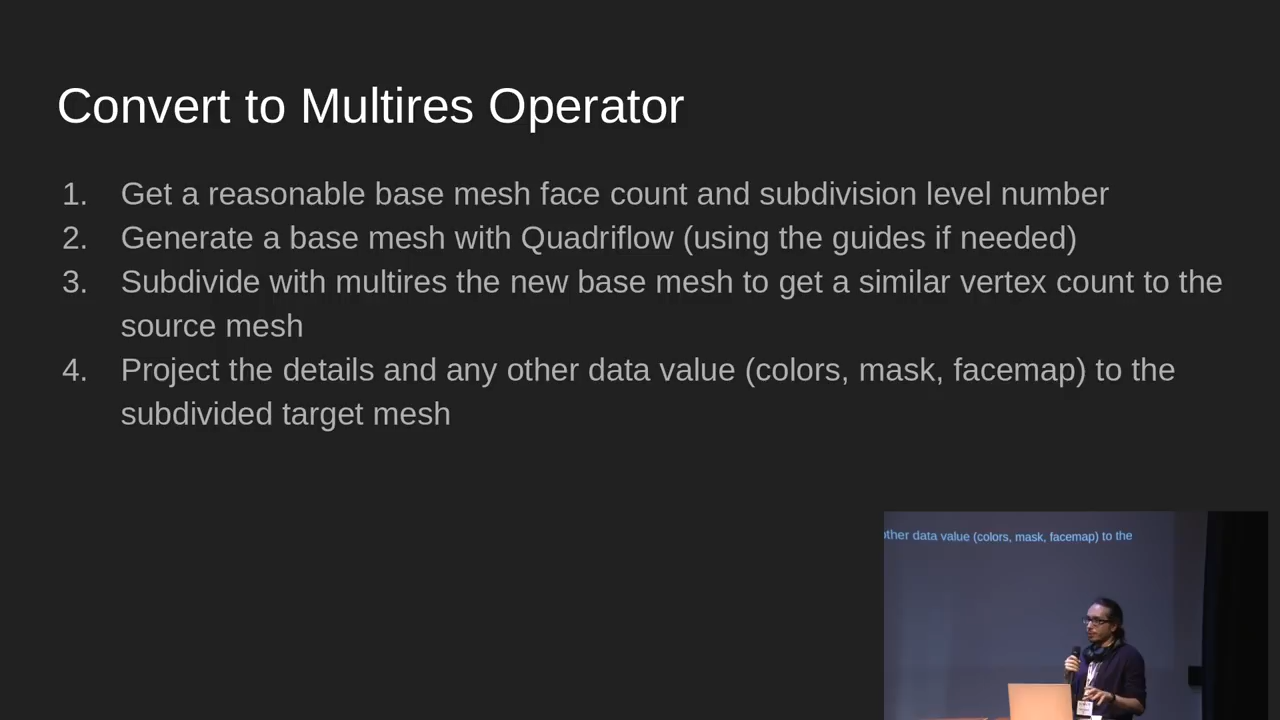 Convert to Multires Operator
1. Get a reasonable base mesh face count and subdivision level number
2. Generate a base mesh with Quadriflow (using the guides if needed)
3. Subdivide with multires the new base mesh to get a similar vertex count to the
source mesh
4. Project the details and any other data value (colors, mask, facemap) to the
subdivided target mesh
other data value (colors, mask, facemap) to the